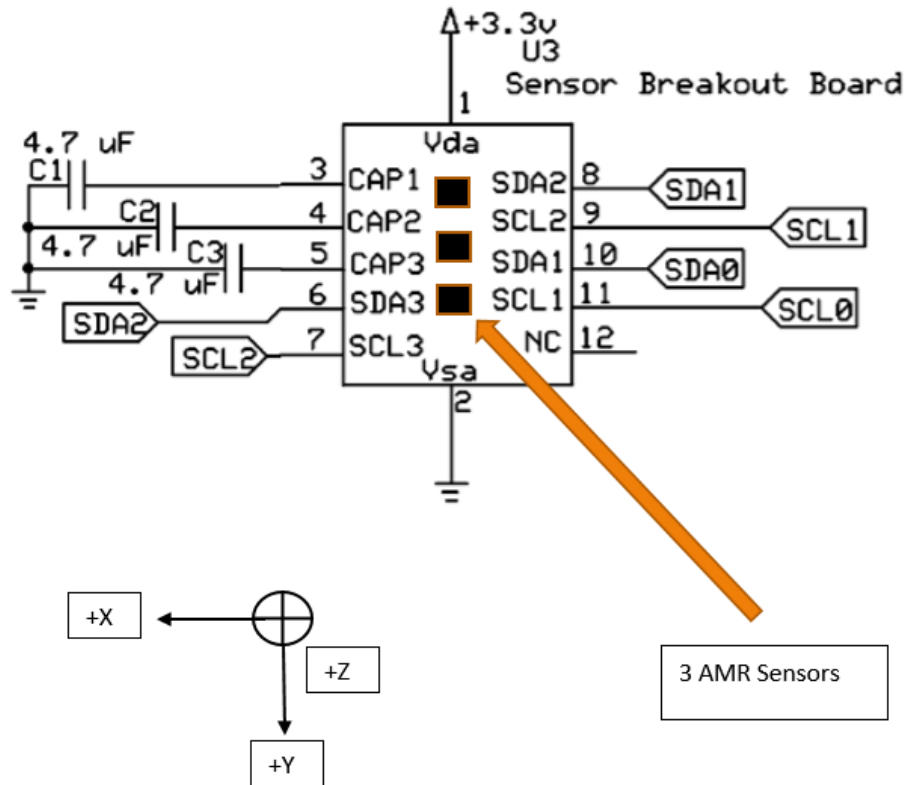 +3.3v
U3
Sensor Breakout Board
1
Vda
4.7 uF
C1
3
CAP1
SDA2
8
SDA1
C2
4
CAP2
SCL2
9
SCL1
4.7 uF
C3
5
CAP3
SDA1
10
SDA0
4.7 uF
6
SDA3
SCL1
11
SCL0
SDA2
7
SCL3
NC
12
SCL2
Vsa
2
+X
+Z
+Y
3 AMR Sensors